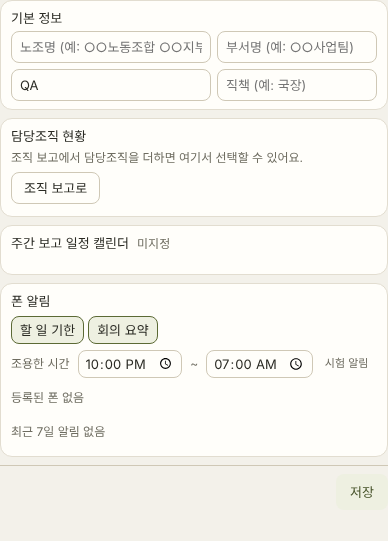 기본 정보
노조명 (예: ○○노동조합 ○○지부
부서명 (예: ○○사업팀)
QA
직책 (예: 국장)
담당조직 현황
조직 보고에서 담당조직을 더하면 여기서 선택할 수 있어요.
조직 보고로
주간 보고 일정 캘린더 미지정
폰 알림
할 일 기한 회의 요약
조용한 시간 10:00 PM ~ 07:00 AM 시험 알림
등록된 폰 없음
최근 7일 알림 없음
저장